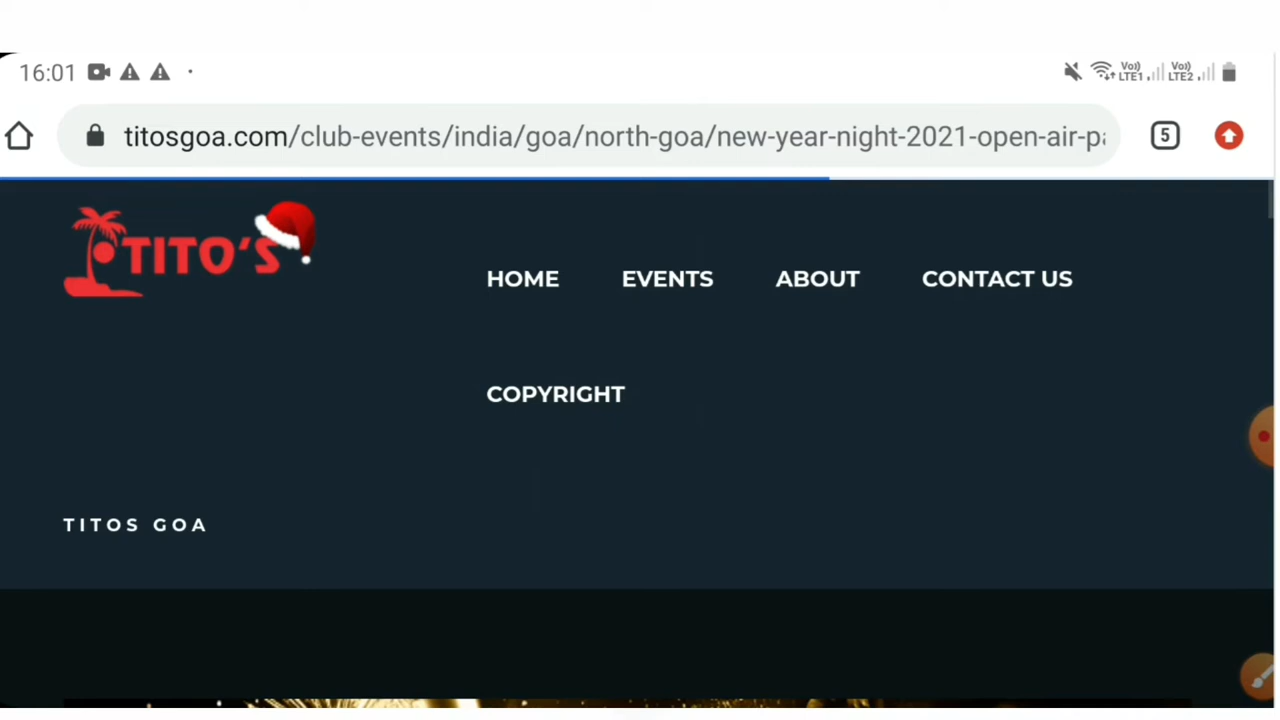 16:01 Vo)) LTE1 Vo)) LTE2
titosgoa.com/club-events/india/goa/north-goa/new-year-night-2021-open-air-pa 5
TITO'S
HOME EVENTS ABOUT CONTACT US
COPYRIGHT
TITOS GOA